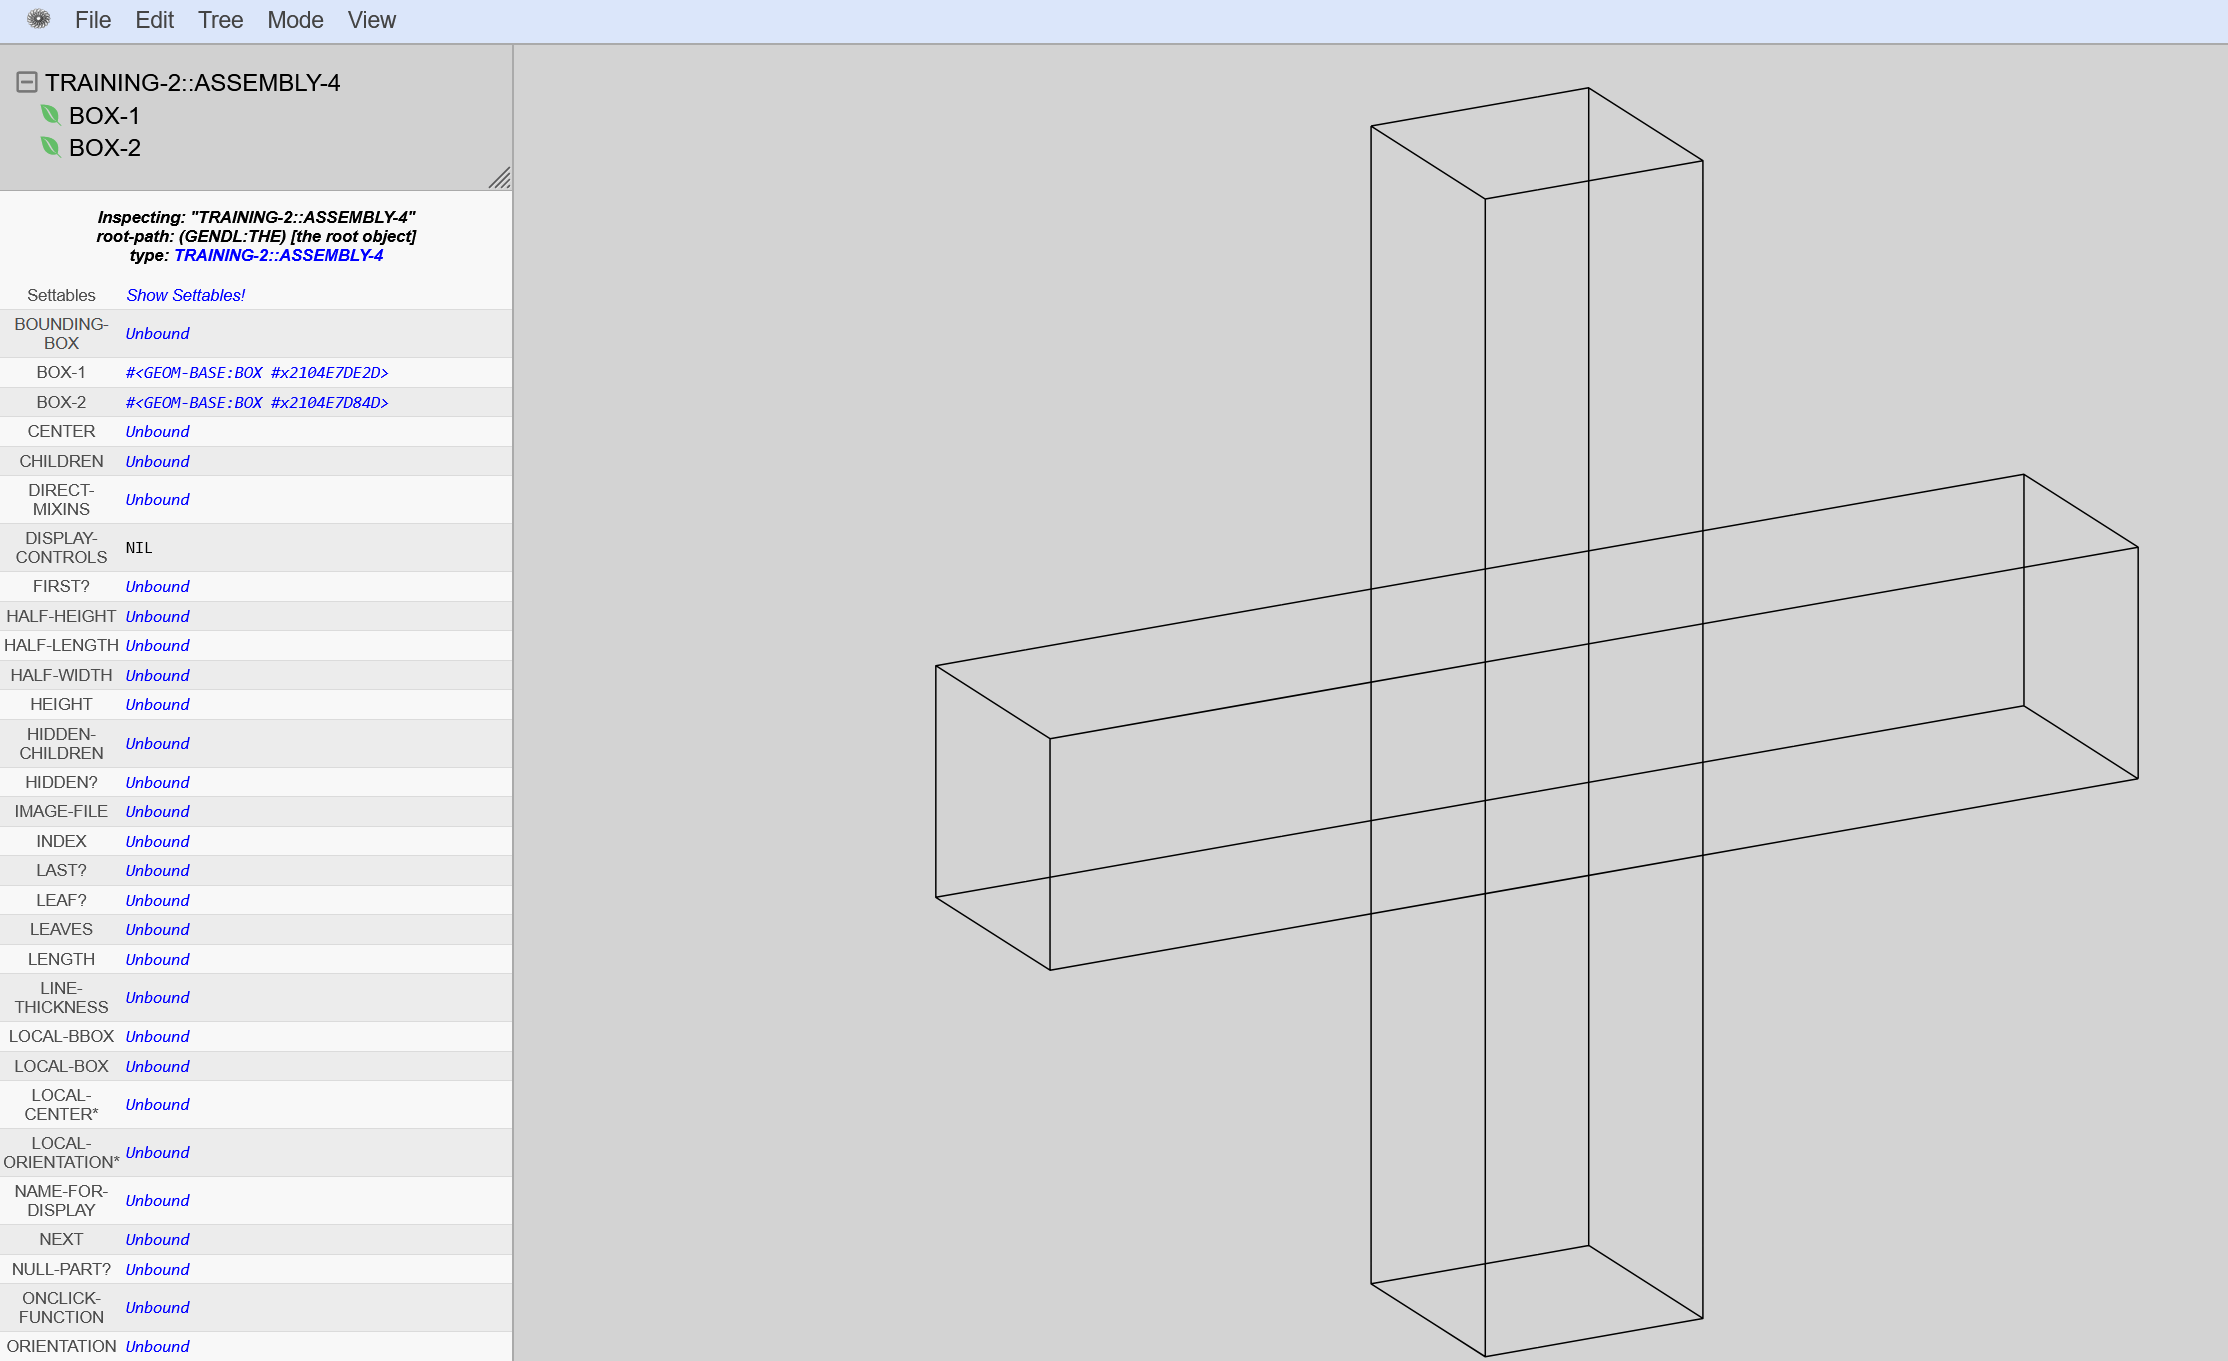 File Edit Tree Mode View
TRAINING-2::ASSEMBLY-4
BOX-1
BOX-2
Inspecting: "TRAINING-2::ASSEMBLY-4"
root-path: (GENDL:THE) [the root object]
type: TRAINING-2::ASSEMBLY-4
Settables Show Settables!
BOUNDING-
BOX Unbound
BOX-1 #<GEOM-BASE:BOX #x2104E7DE2D>
BOX-2 #<GEOM-BASE:BOX #x2104E7D84D>
CENTER Unbound
CHILDREN Unbound
DIRECT-
MIXINS Unbound
DISPLAY-
CONTROLS NIL
FIRST? Unbound
HALF-HEIGHT Unbound
HALF-LENGTH Unbound
HALF-WIDTH Unbound
HEIGHT Unbound
HIDDEN-
CHILDREN Unbound
HIDDEN? Unbound
IMAGE-FILE Unbound
INDEX Unbound
LAST? Unbound
LEAF? Unbound
LEAVES Unbound
LENGTH Unbound
LINE-
THICKNESS Unbound
LOCAL-BBOX Unbound
LOCAL-BOX Unbound
LOCAL-
CENTER* Unbound
LOCAL-
ORIENTATION* Unbound
NAME-FOR-
DISPLAY Unbound
NEXT Unbound
NULL-PART? Unbound
ONCLICK-
FUNCTION Unbound
ORIENTATION Unbound